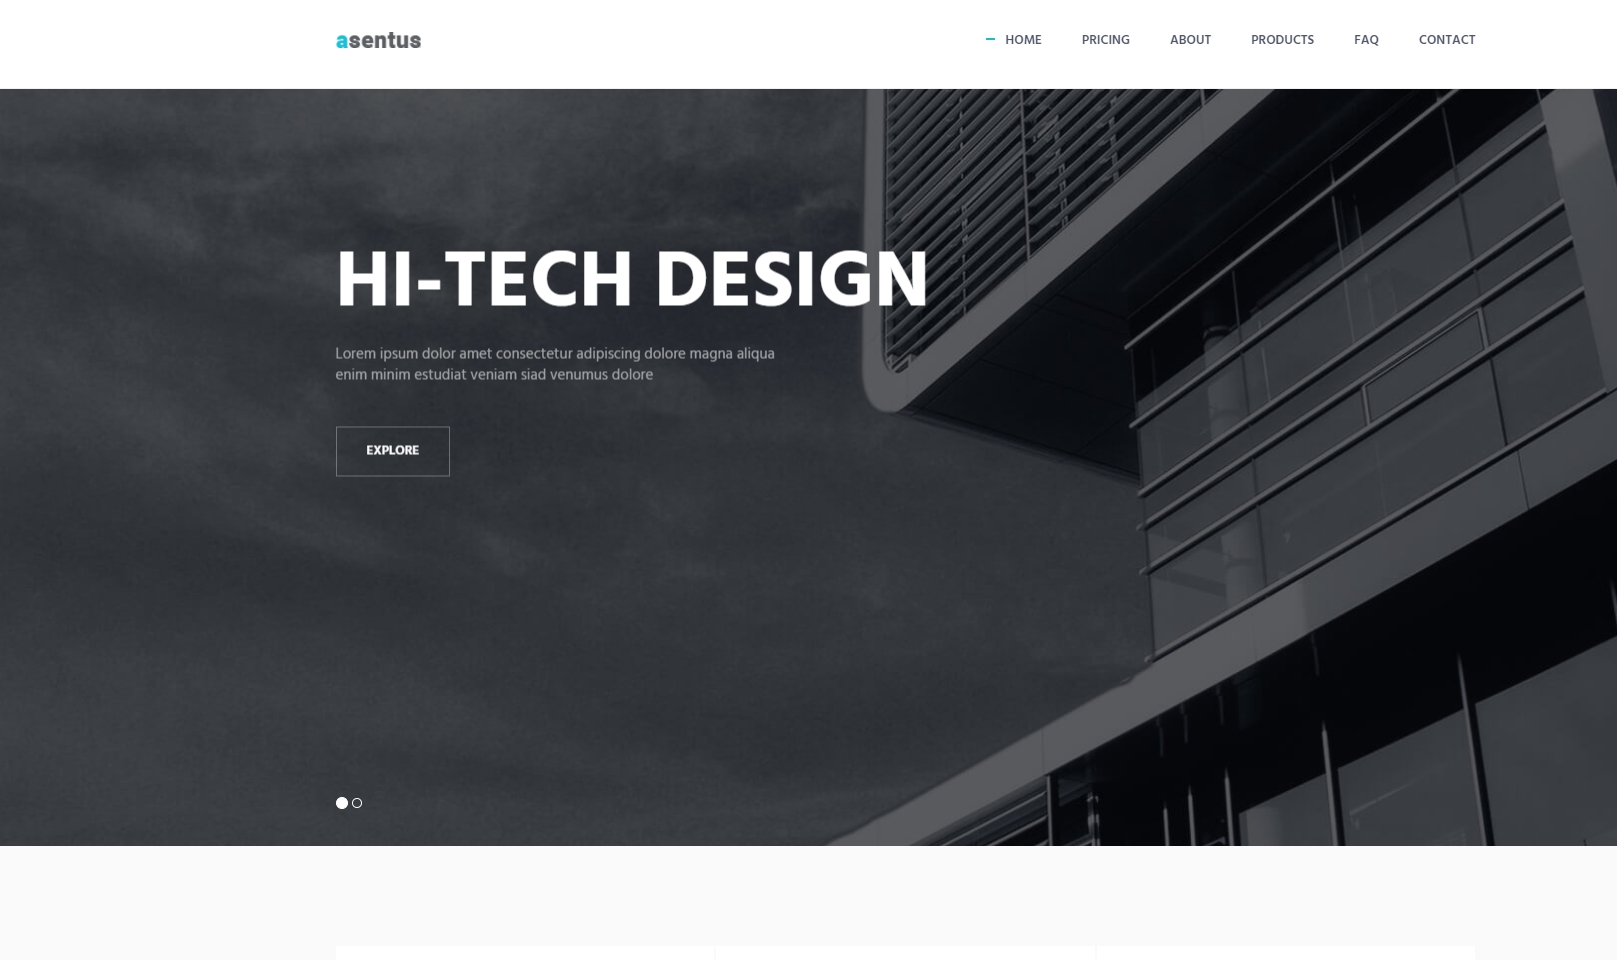 asentus
HOME PRICING ABOUT PRODUCTS FAQ CONTACT
HI-TECH DESIGN
Lorem ipsum dolor amet consectetur adipiscing dolore magna aliqua
enim minim estudiat veniam siad venumus dolore
EXPLORE